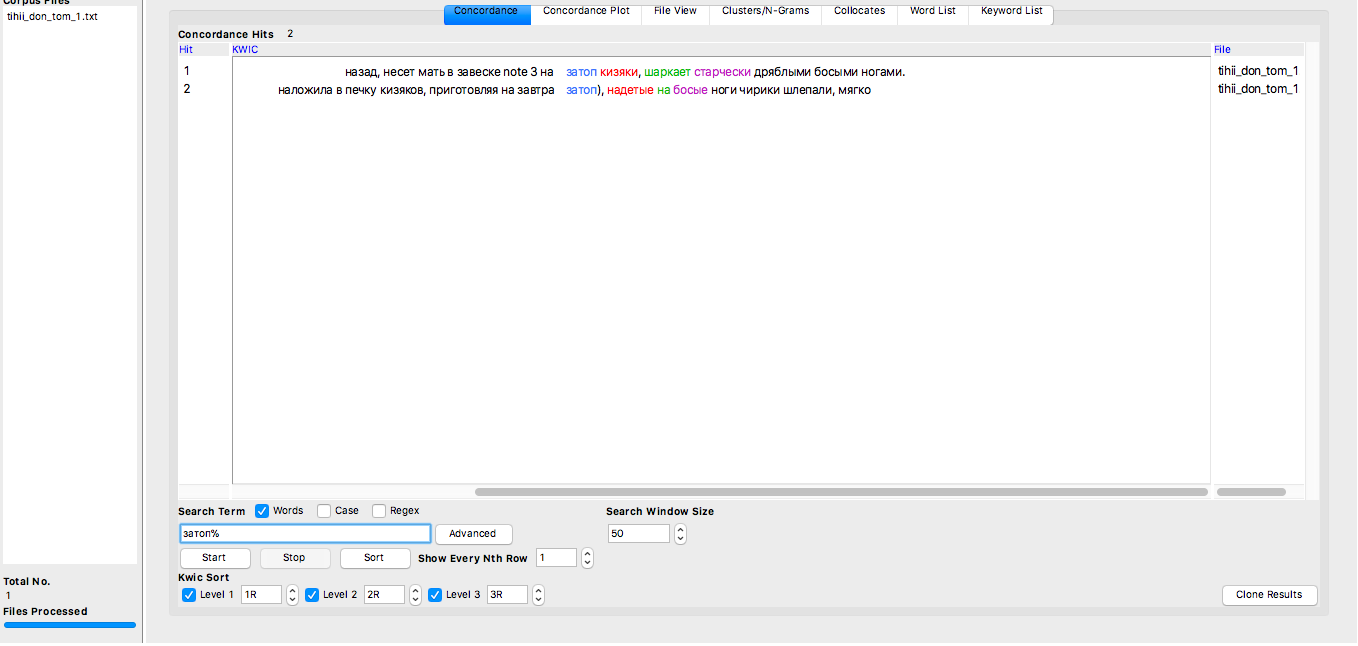 Corpus Files
tihii_don_tom_1.txt
Total No.
1
Files Processed
Concordance Concordance Plot File View Clusters/N-Grams Collocates Word List Keyword List
Concordance Hits 2
Hit KWIC File
1 назад, несет мать в завеске note 3 на затоп кизяки, шаркает старчески дряблыми босыми ногами. tihii_don_tom_1
2 наложила в печку кизяков, приготовляя на завтра затоп), надетые на босые ноги чирики шлепали, мягко tihii_don_tom_1
Search Term Words Case Regex Search Window Size
затоп% Advanced 50
Start Stop Sort Show Every Nth Row 1
Kwic Sort
Level 1 1R Level 2 2R Level 3 3R Clone Results